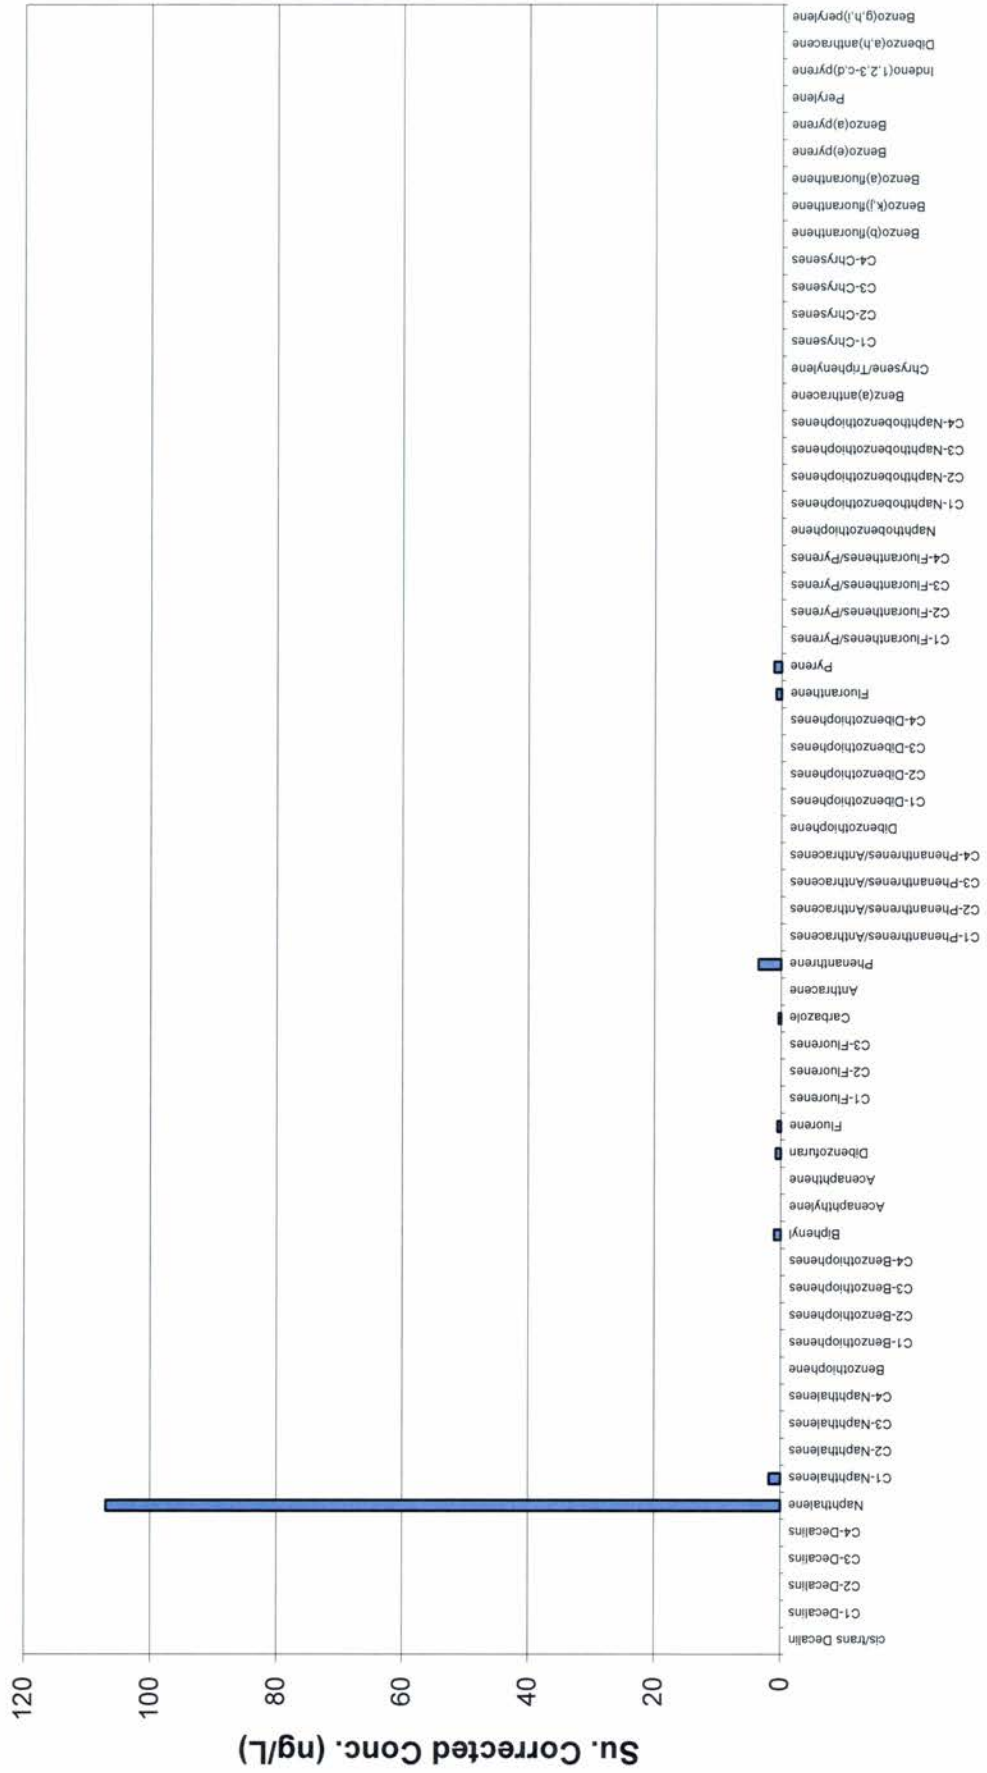 Su. Corrected Conc. (ng/L)
120
100
80
60
40
20
0
cis/trans Decalin
C1-Decalins
C2-Decalins
C3-Decalins
C4-Decalins
Naphthalene
C1-Naphthalenes
C2-Naphthalenes
C3-Naphthalenes
C4-Naphthalenes
Benzothiophene
C1-Benzothiophenes
C2-Benzothiophenes
C3-Benzothiophenes
C4-Benzothiophenes
Biphenyl
Acenaphthylene
Acenaphthene
Dibenzofuran
Fluorene
C1-Fluorenes
C2-Fluorenes
C3-Fluorenes
Carbazole
Anthracene
Phenanthrene
C1-Phenanthrenes/Anthracenes
C2-Phenanthrenes/Anthracenes
C3-Phenanthrenes/Anthracenes
C4-Phenanthrenes/Anthracenes
Dibenzothiophene
C1-Dibenzothiophenes
C2-Dibenzothiophenes
C3-Dibenzothiophenes
C4-Dibenzothiophenes
Fluoranthene
Pyrene
C1-Fluoranthenes/Pyrenes
C2-Fluoranthenes/Pyrenes
C3-Fluoranthenes/Pyrenes
C4-Fluoranthenes/Pyrenes
Naphthobenzothiophene
C1-Naphthobenzothiophenes
C2-Naphthobenzothiophenes
C3-Naphthobenzothiophenes
C4-Naphthobenzothiophenes
Benz(a)anthracene
Chrysene/Triphenylene
C1-Chrysenes
C2-Chrysenes
C3-Chrysenes
C4-Chrysenes
Benzo(b)fluoranthene
Benzo(k,j)fluoranthene
Benzo(a)fluoranthene
Benzo(e)pyrene
Benzo(a)pyrene
Perylene
Indeno(1,2,3-c,d)pyrene
Dibenzo(a,h)anthracene
Benzo(g,h,i)perylene